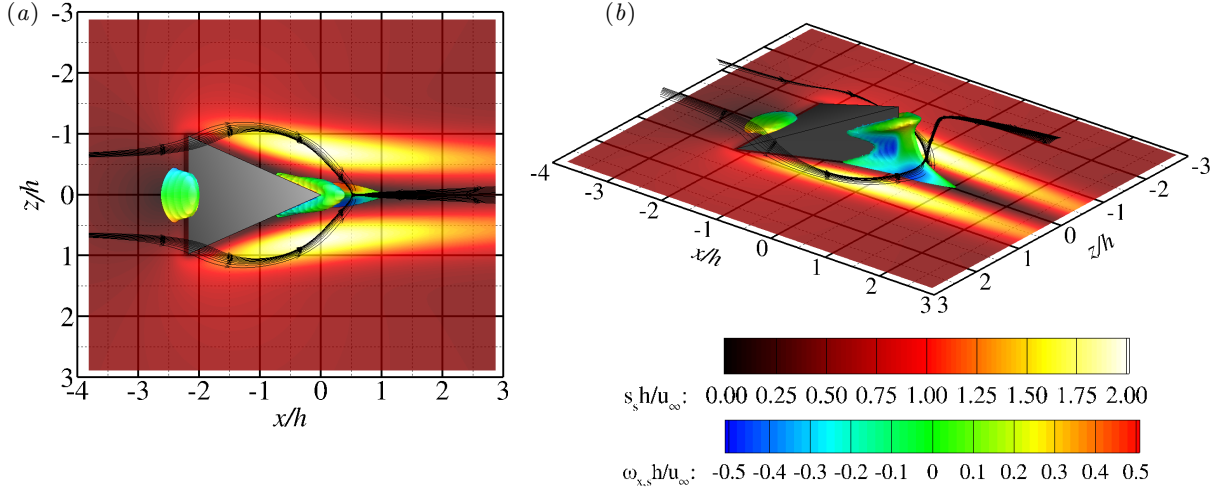 (a)
-3
-2
-1
0
1
2
3
z/h
-3 -2 -1 0 1 2 3
x/h
(b)
-4 -3 -2 -1 0 1 2 3
x/h
3 2 1 0 -1 -2 -3
z/h
s_s h/u_∞: 0.00 0.25 0.50 0.75 1.00 1.25 1.50 1.75 2.00
ω_x,s h/u_∞: -0.5 -0.4 -0.3 -0.2 -0.1 0 0.1 0.2 0.3 0.4 0.5